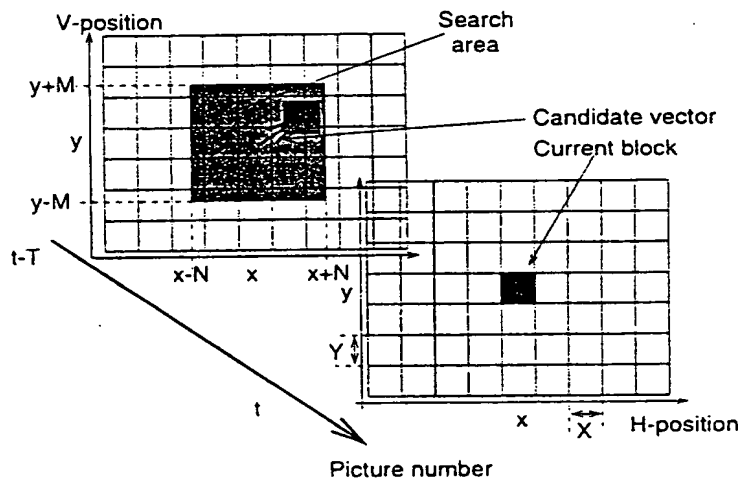 V-position
Search
area
y+M
y
y-M
Candidate vector
Current block
t-T
x-N x x+N
y
Y
t
x X H-position
Picture number